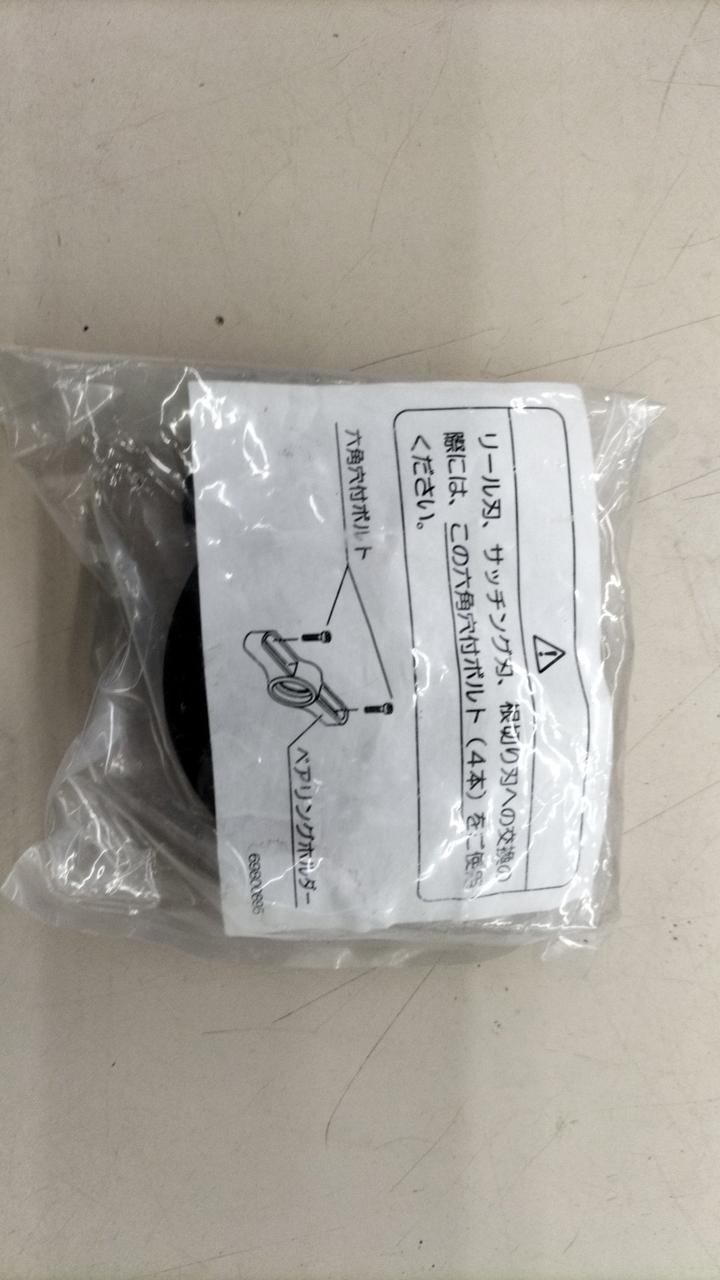 リール刃、サッチング刃、根切り刃への交換の
際には、この六角穴付ボルト（4本）をご使用
ください。
六角穴付ボルト
ベアリングホルダー